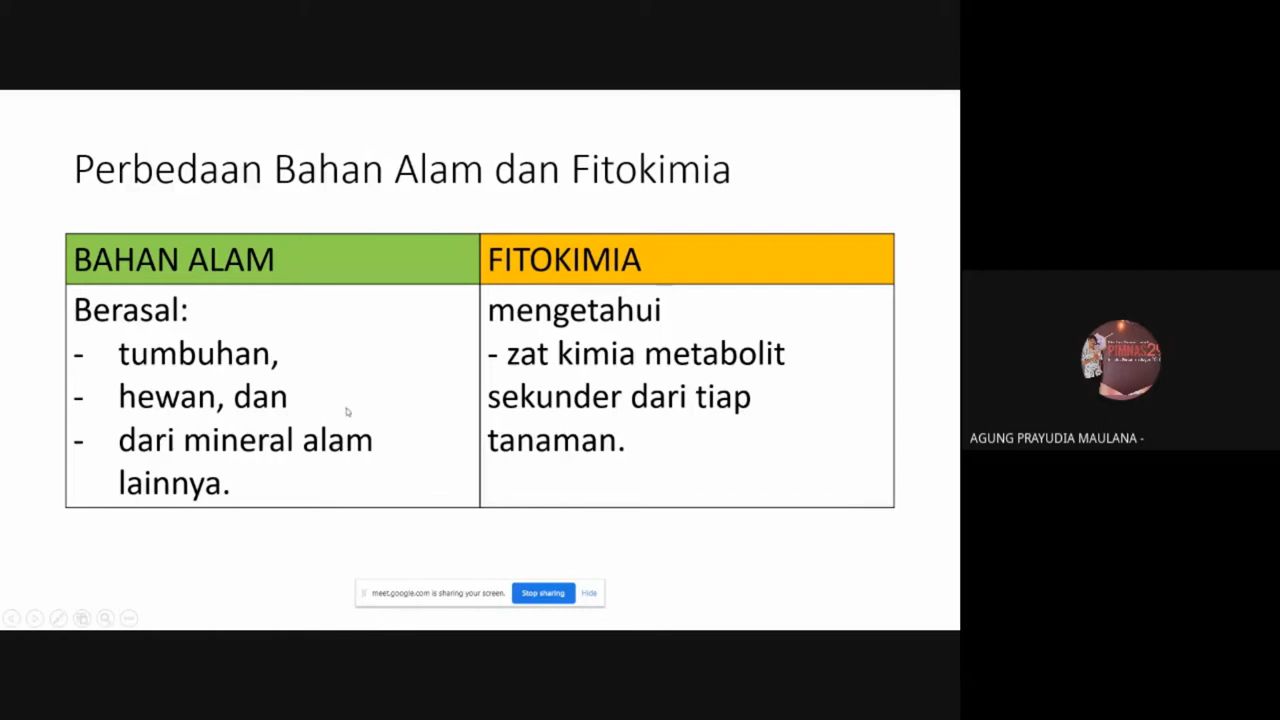 Perbedaan Bahan Alam dan Fitokimia
BAHAN ALAM
Berasal:
- tumbuhan,
- hewan, dan
- dari mineral alam
lainnya.
FITOKIMIA
mengetahui
- zat kimia metabolit
sekunder dari tiap
tanaman.
meet.google.com is sharing your screen.
Stop sharing
Hide
PIMNAS29
AGUNG PRAYUDIA MAULANA -